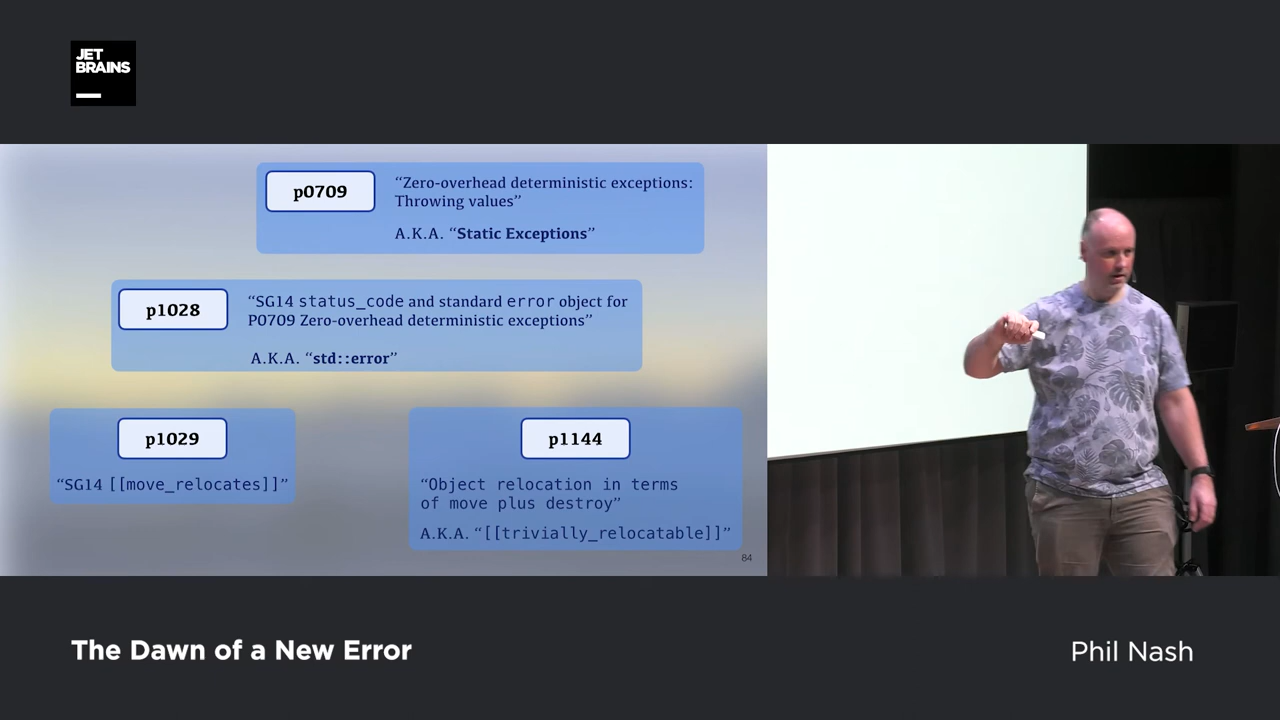 JET
BRAINS
p0709
“Zero-overhead deterministic exceptions:
Throwing values”
A.K.A. “Static Exceptions”
p1028
“SG14 status_code and standard error object for
P0709 Zero-overhead deterministic exceptions”
A.K.A. “std::error”
p1029
“SG14 [[move_relocates]]”
p1144
“Object relocation in terms
of move plus destroy”
A.K.A. “[[trivially_relocatable]]”
84
The Dawn of a New Error
Phil Nash